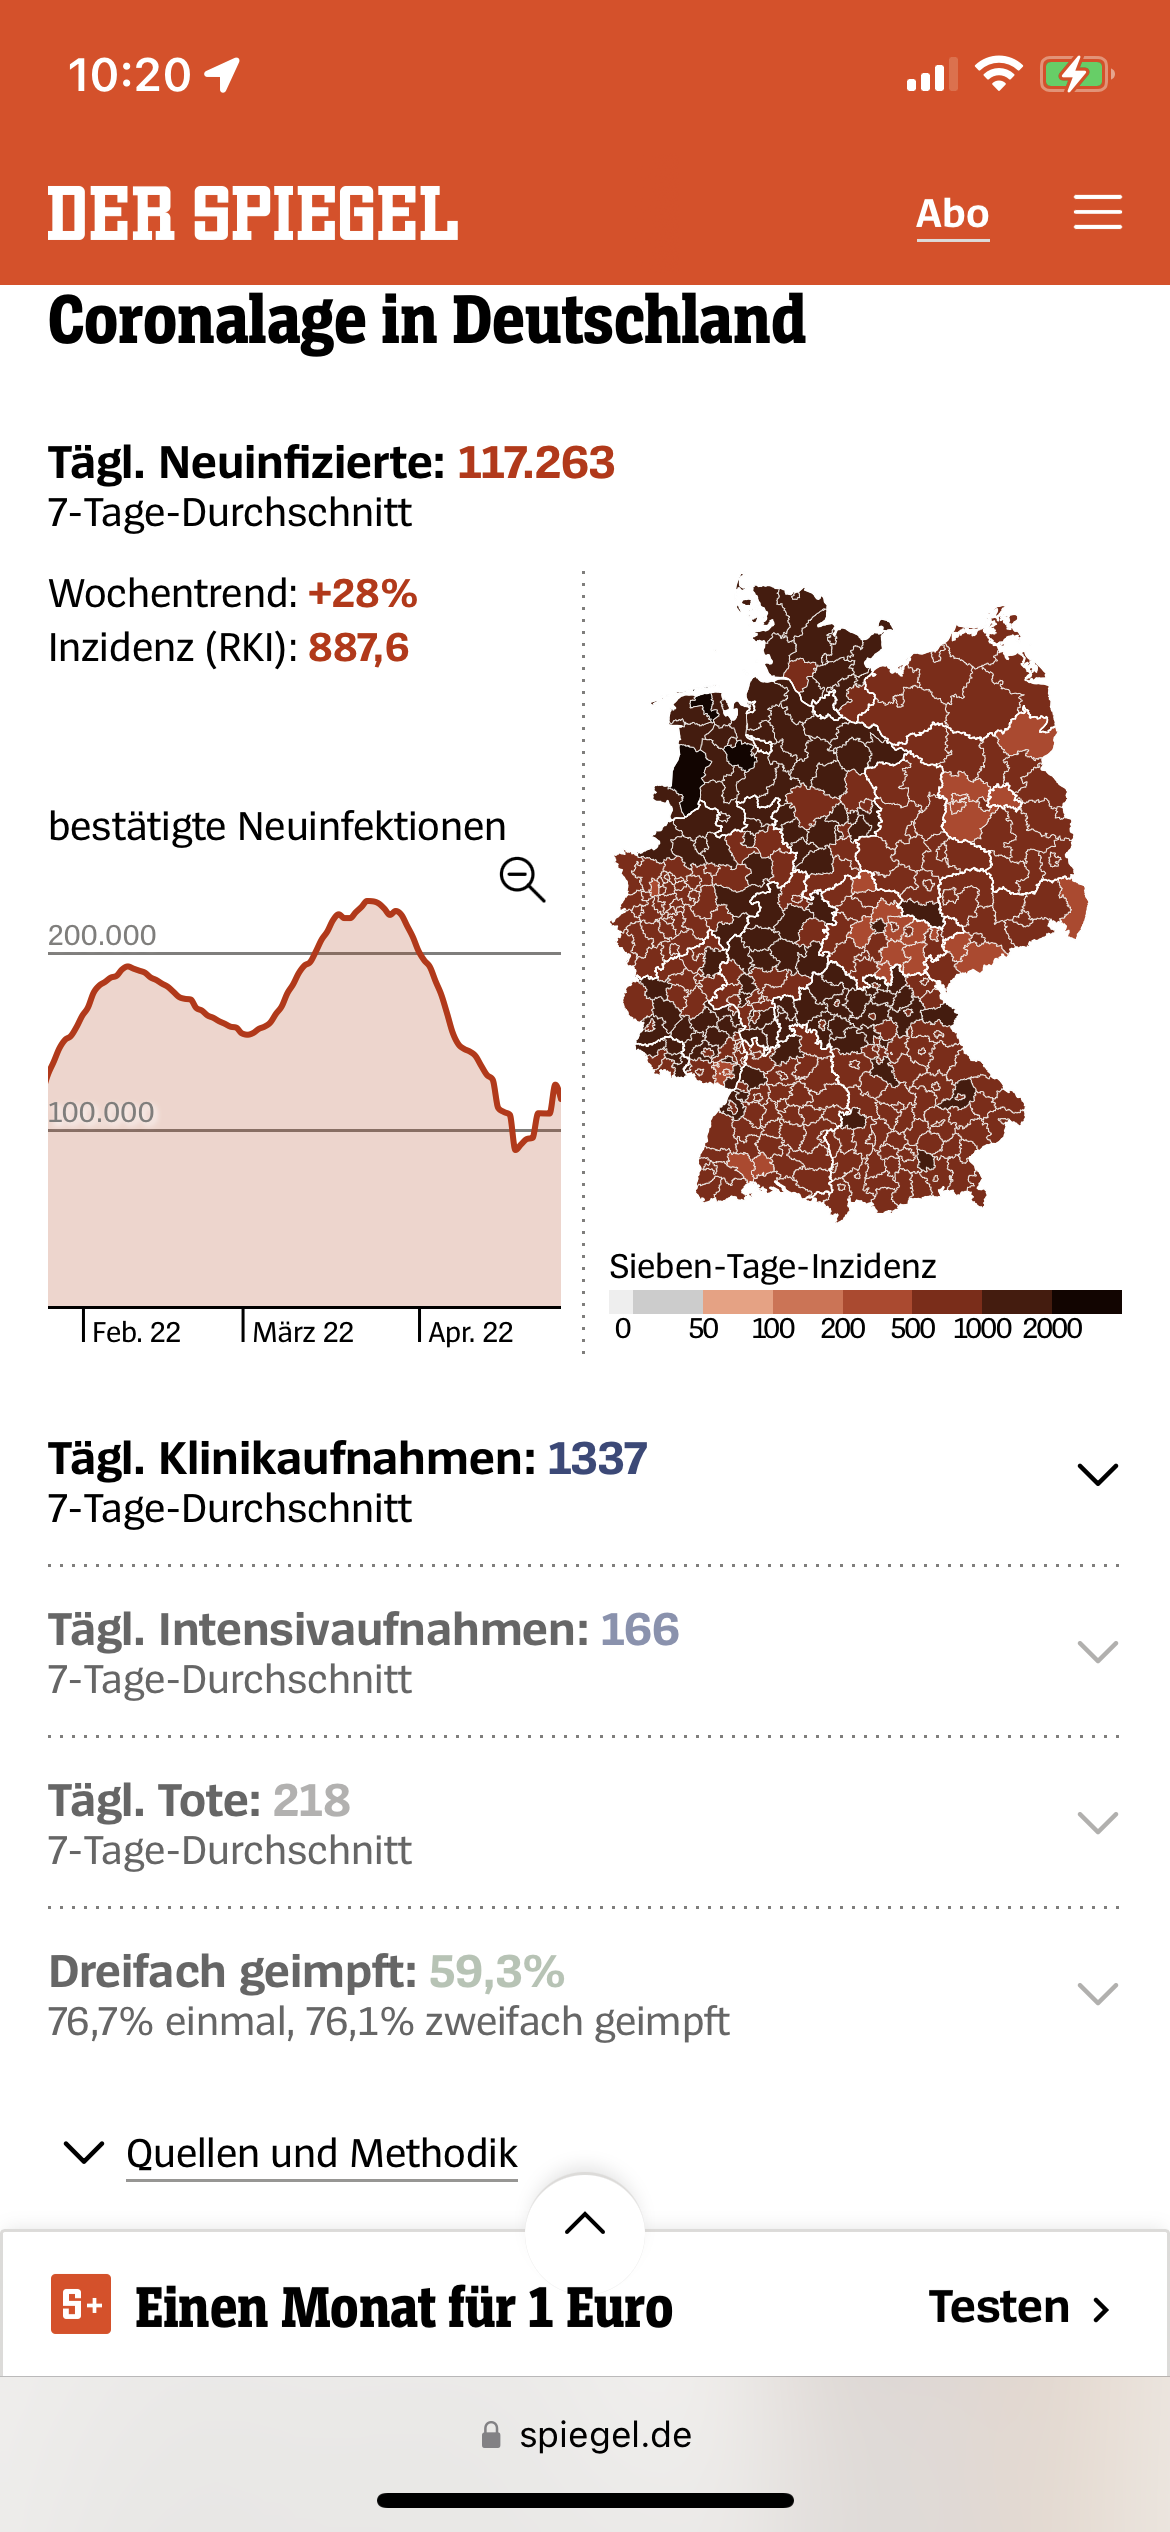 10:20
DER SPIEGEL
Abo
Coronalage in Deutschland
Tägl. Neuinfizierte: 117.263
7-Tage-Durchschnitt
Wochentrend: +28%
Inzidenz (RKI): 887,6
bestätigte Neuinfektionen
200.000
100.000
Feb. 22 März 22 Apr. 22
Sieben-Tage-Inzidenz
0 50 100 200 500 1000 2000
Tägl. Klinikaufnahmen: 1337
7-Tage-Durchschnitt
Tägl. Intensivaufnahmen: 166
7-Tage-Durchschnitt
Tägl. Tote: 218
7-Tage-Durchschnitt
Dreifach geimpft: 59,3%
76,7% einmal, 76,1% zweifach geimpft
Quellen und Methodik
S+ Einen Monat für 1 Euro Testen
spiegel.de